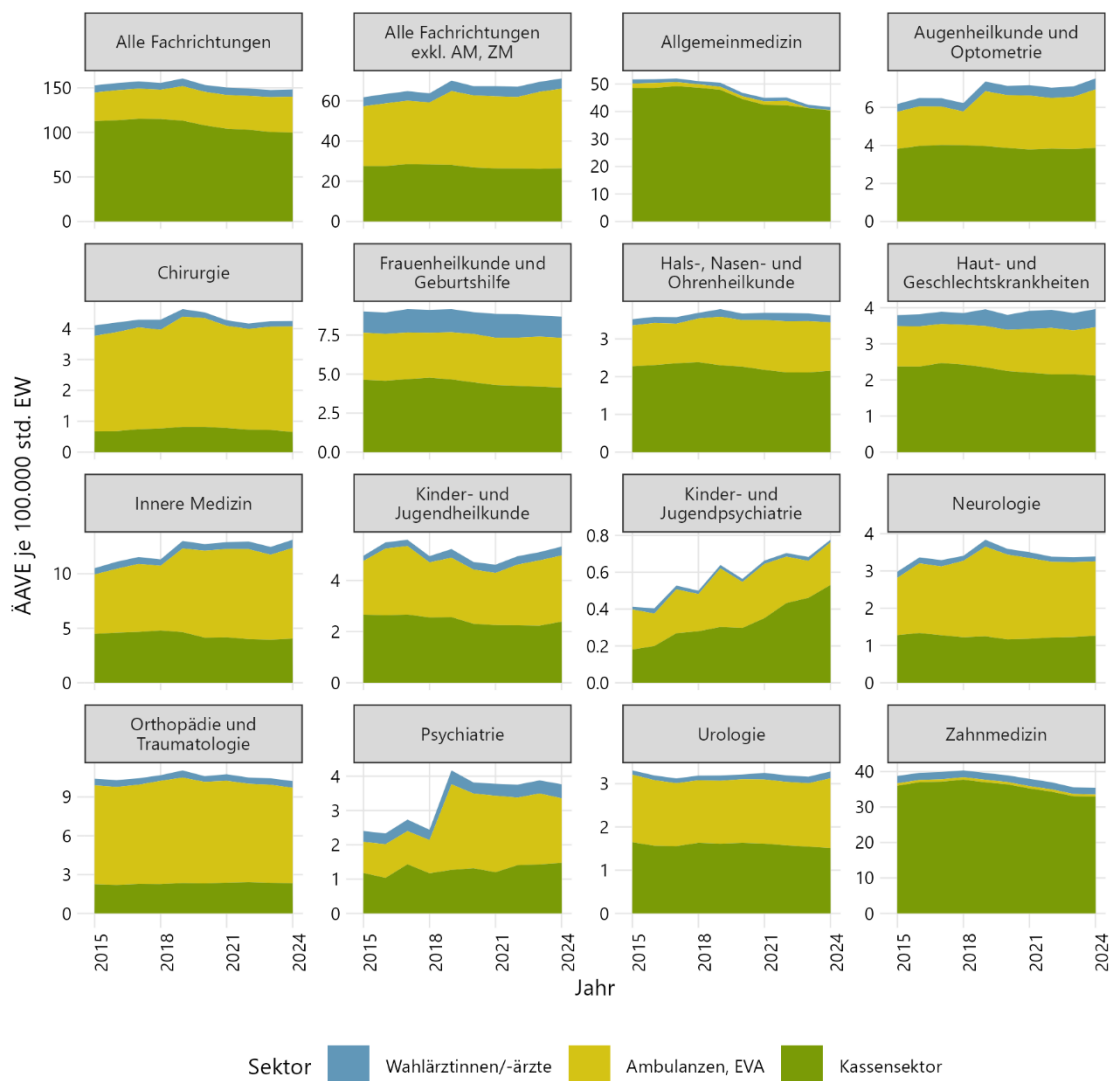 Alle Fachrichtungen
Alle Fachrichtungen
exkl. AM, ZM
Allgemeinmedizin
Augenheilkunde und
Optometrie
150
100
50
0
60
40
20
0
50
40
30
20
10
0
6
4
2
0
Chirurgie
Frauenheilkunde und
Geburtshilfe
Hals-, Nasen- und
Ohrenheilkunde
Haut- und
Geschlechtskrankheiten
4
3
2
1
0
7.5
5.0
2.5
0.0
3
2
1
0
4
3
2
1
0
Innere Medizin
Kinder- und
Jugendheilkunde
Kinder- und
Jugendpsychiatrie
Neurologie
10
5
0
4
2
0
0.8
0.6
0.4
0.2
0.0
4
3
2
1
0
Orthopädie und
Traumatologie
Psychiatrie
Urologie
Zahnmedizin
9
6
3
0
4
3
2
1
0
3
2
1
0
40
30
20
10
0
2015
2018
2021
2024
2015
2018
2021
2024
2015
2018
2021
2024
2015
2018
2021
2024
ÄAVE je 100.000 std. EW
Jahr
Sektor
Wahlärztinnen/-ärzte
Ambulanzen, EVA
Kassensektor